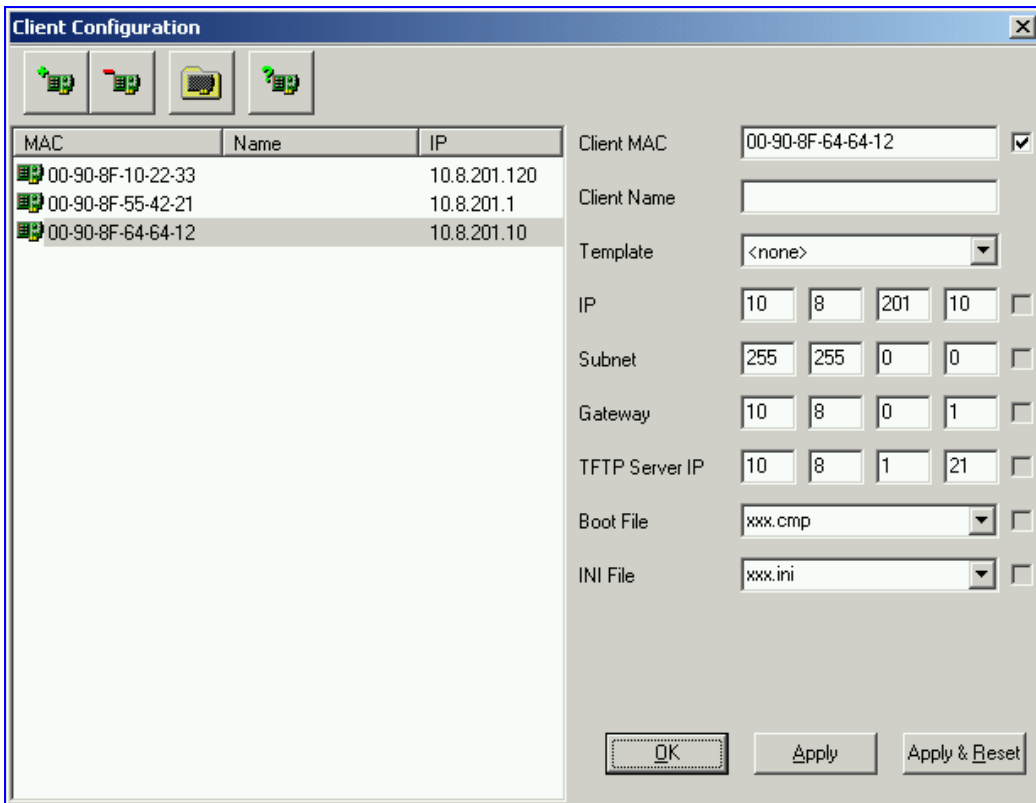 Client Configuration
MAC Name IP
00-90-8F-10-22-33 10.8.201.120
00-90-8F-55-42-21 10.8.201.1
00-90-8F-64-64-12 10.8.201.10
Client MAC 00-90-8F-64-64-12
Client Name
Template <none>
IP 10 8 201 10
Subnet 255 255 0 0
Gateway 10 8 0 1
TFTP Server IP 10 8 1 21
Boot File xxx.cmp
INI File xxx.ini
OK Apply Apply & Reset